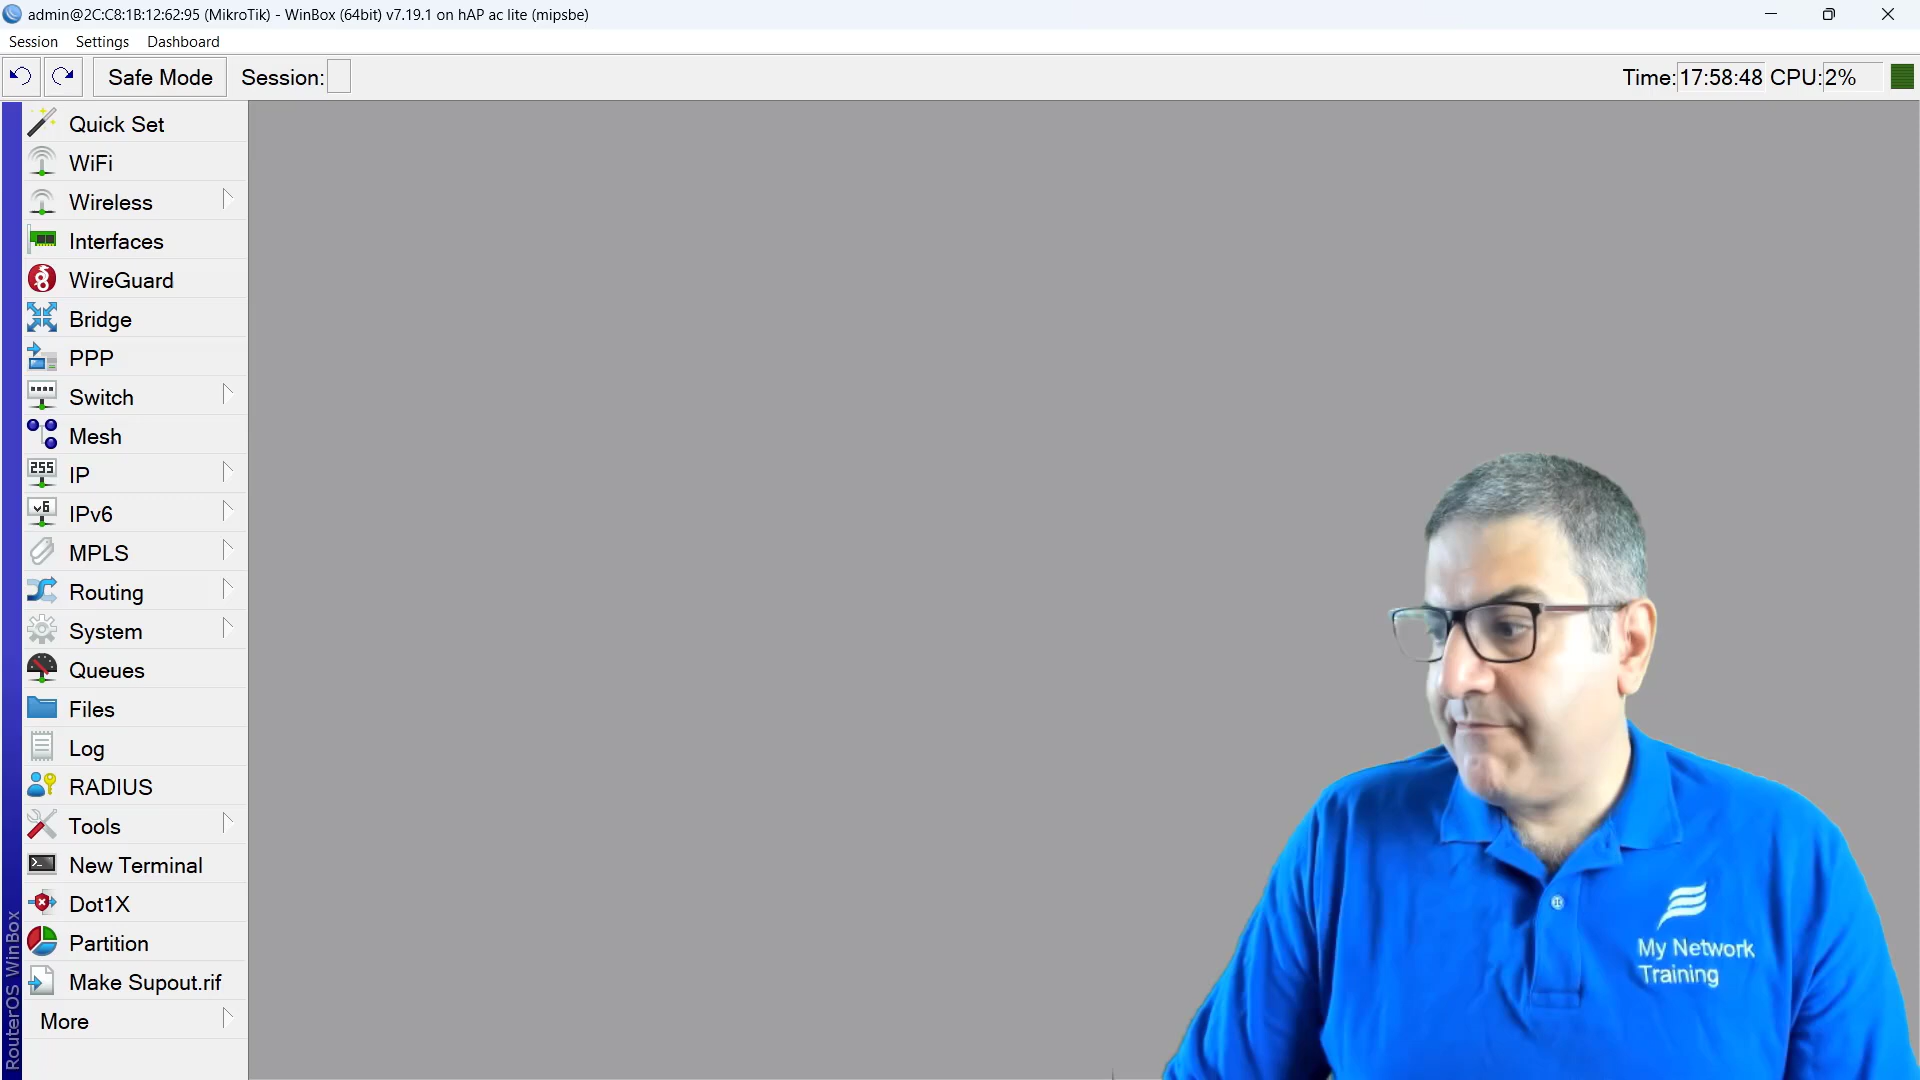 admin@2C:C8:1B:12:62:95 (MikroTik) - WinBox (64bit) v7.19.1 on hAP ac lite (mipsbe)
Session Settings Dashboard
Safe Mode Session: Time: 17:58:48 CPU: 2%
Quick Set
WiFi
Wireless
Interfaces
WireGuard
Bridge
PPP
Switch
Mesh
255 IP
v6 IPv6
MPLS
Routing
System
Queues
Files
Log
RADIUS
Tools
New Terminal
Dot1X
Partition
Make Supout.rif
More
RouterOS WinBox
My Network
Training